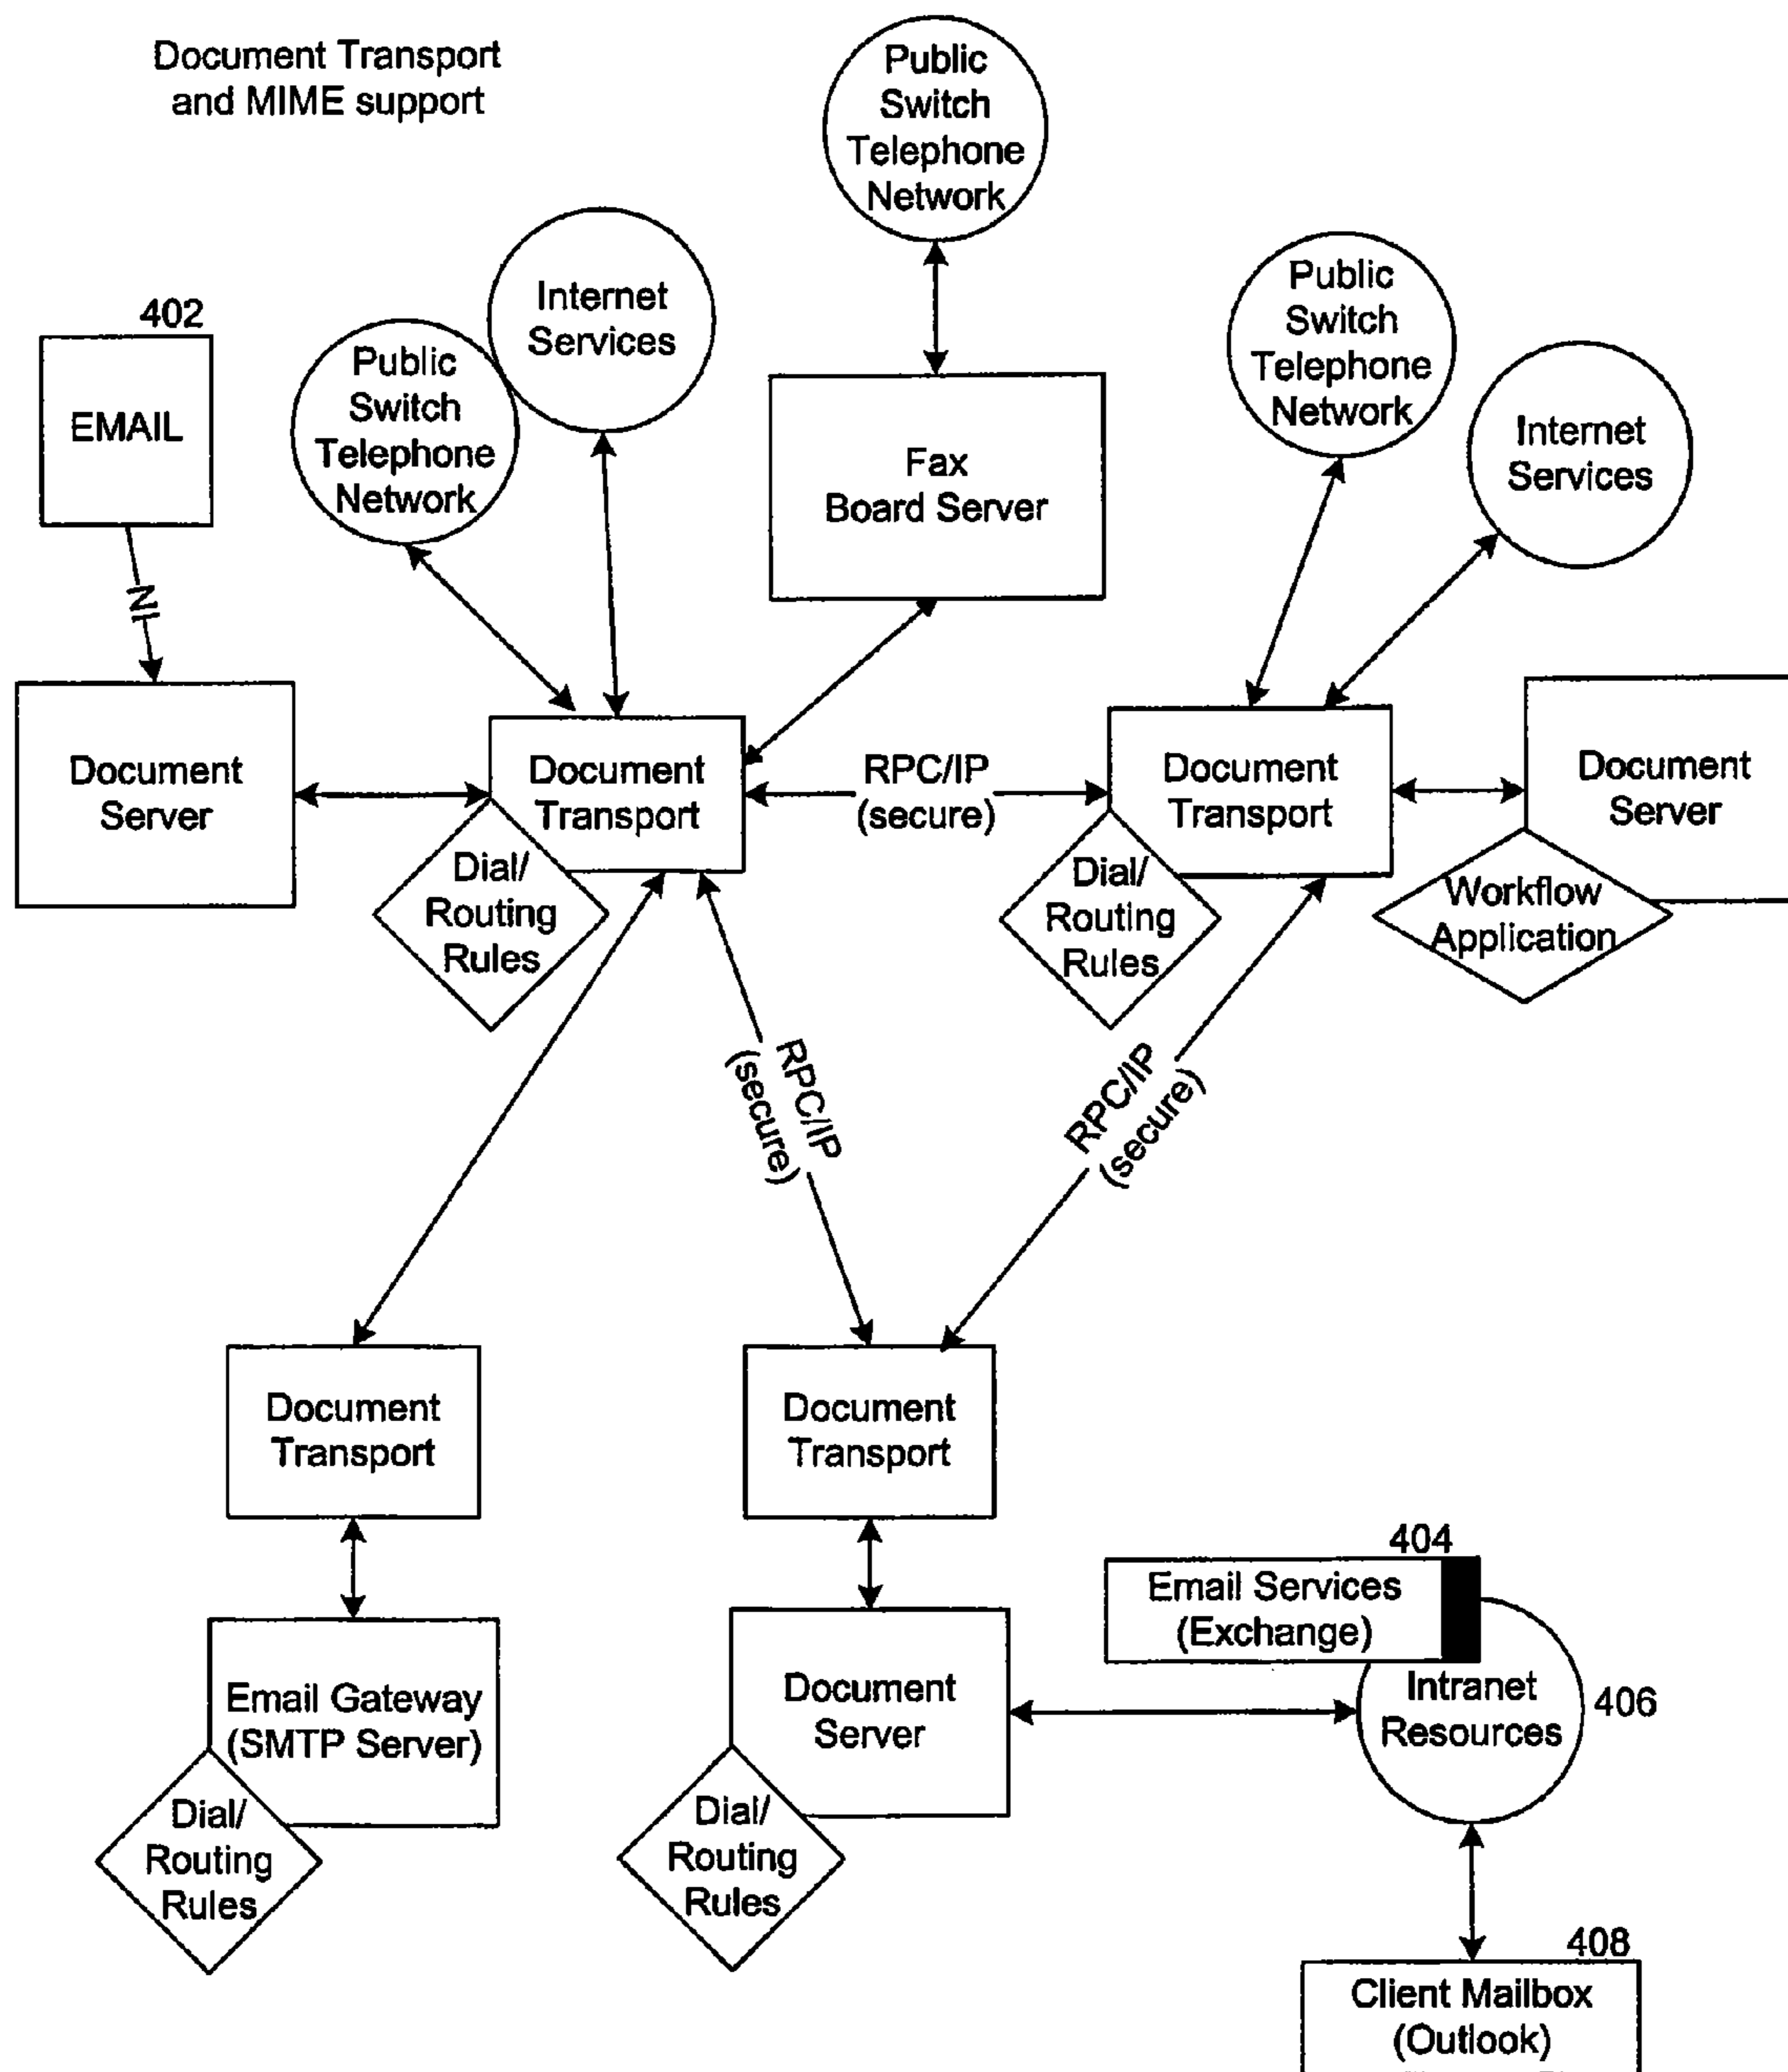 Document Transport
and MIME support
Public
Switch
Telephone
Network
Internet
Services
Public
Switch
Telephone
Network
402
EMAIL
Public
Switch
Telephone
Network
Internet
Services
Fax
Board Server
IN
Document
Server
Document
Transport
RPC/IP
(secure)
Document
Transport
Document
Server
Dial/
Routing
Rules
Dial/
Routing
Rules
Workflow
Application
RPC/IP
(secure)
RPC/IP
(secure)
Document
Transport
Document
Transport
404
Email Services
(Exchange)
Email Gateway
(SMTP Server)
Document
Server
Intranet
Resources
406
Dial/
Routing
Rules
Dial/
Routing
Rules
408
Client Mailbox
(Outlook)